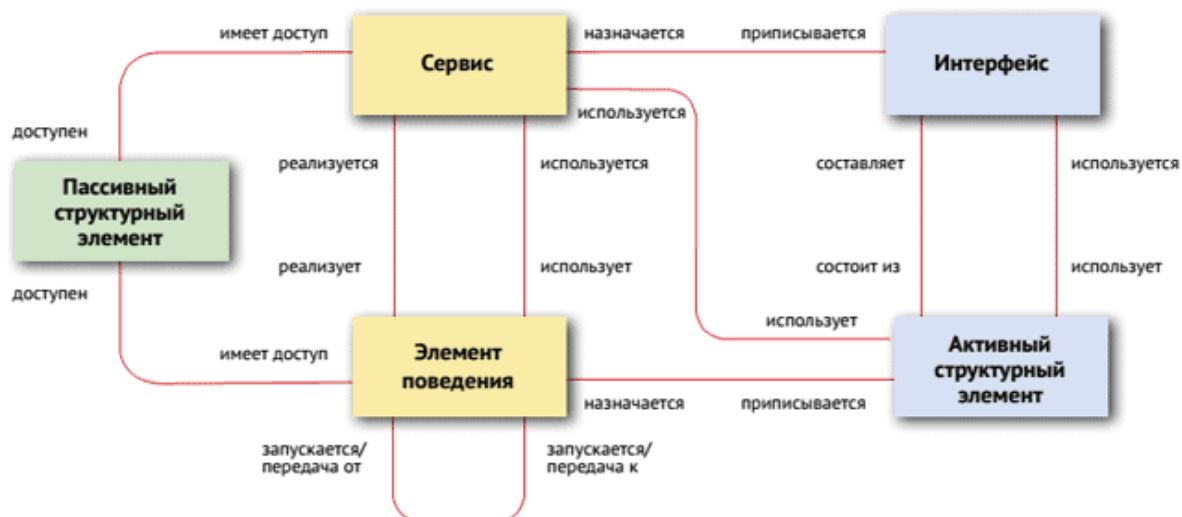 имеет доступ
Сервис
назначается
приписывается
Интерфейс
используется
доступен
реализуется
используется
составляет
используется
Пассивный
структурный
элемент
реализует
использует
состоит из
использует
доступен
использует
имеет доступ
Элемент
поведения
Активный
структурный
элемент
назначается
приписывается
запускается/
передача от
запускается/
передача к